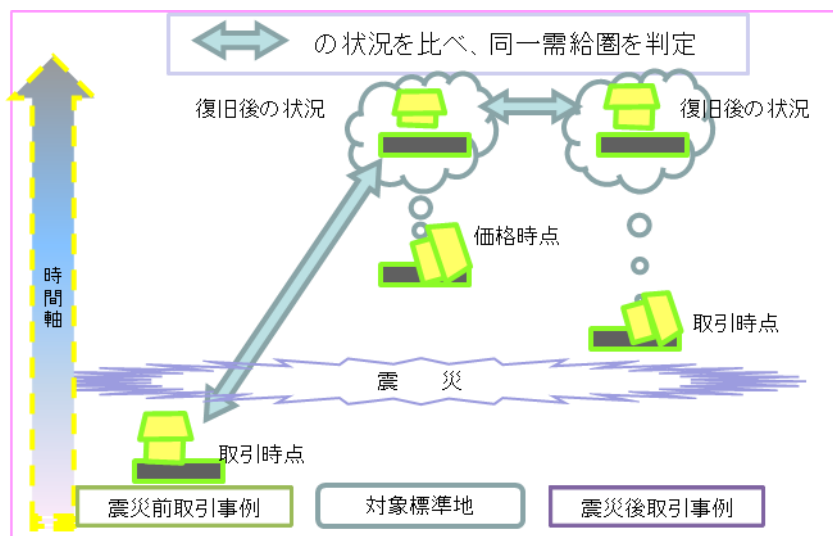 の状況を比べ、同一需給圏を判定
復旧後の状況
復旧後の状況
価格時点
時間軸
取引時点
震　災
取引時点
震災前取引事例
対象標準地
震災後取引事例